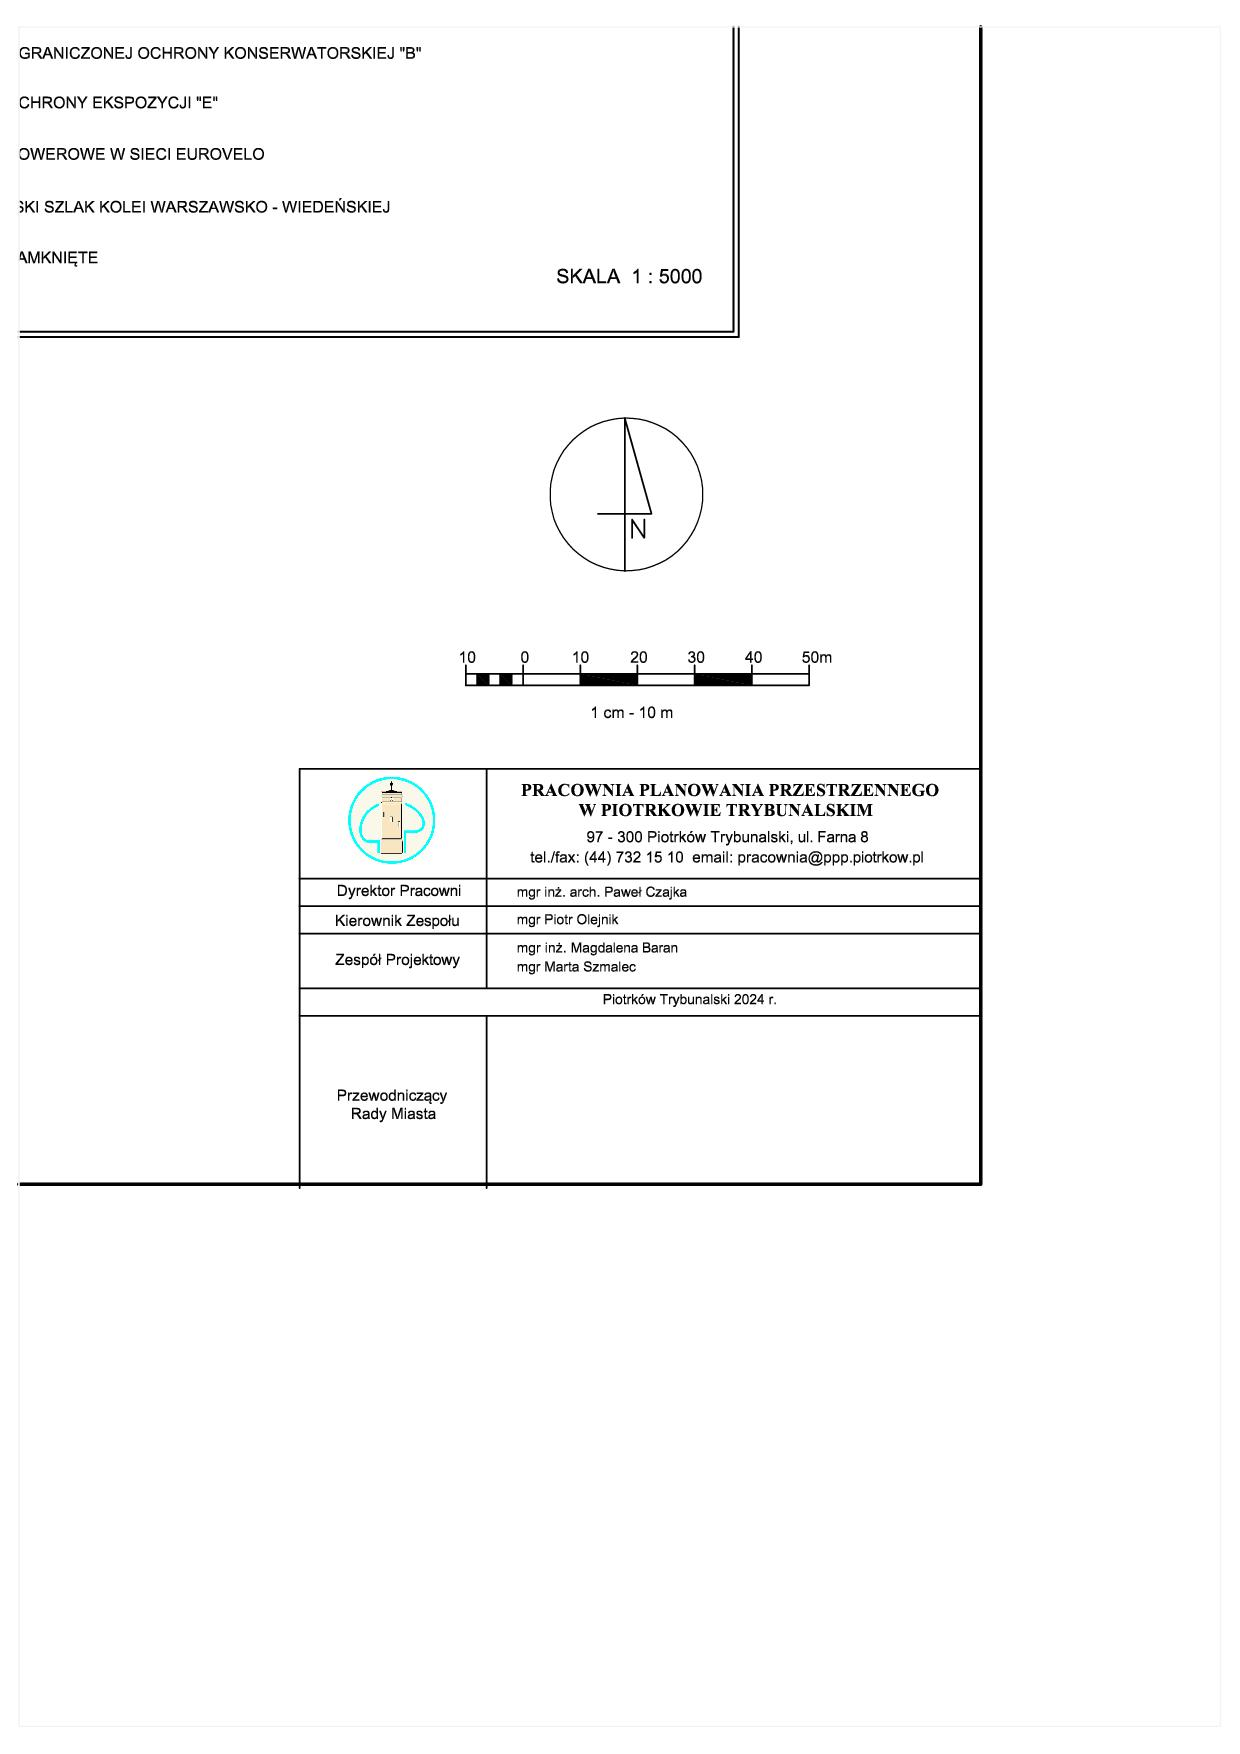 GRANICZONEJ OCHRONY KONSERWATORSKIEJ "B"
CHRONY EKSPOZYCJI "E"
OWEROWE W SIECI EUROVELO
SKI SZLAK KOLEI WARSZAWSKO - WIEDEŃSKIEJ
AMKNIĘTE
SKALA 1 : 5000
N
10 0 10 20 30 40 50m
1 cm - 10 m
PRACOWNIA PLANOWANIA PRZESTRZENNEGO
W PIOTRKOWIE TRYBUNALSKIM
97 - 300 Piotrków Trybunalski, ul. Farna 8
tel./fax: (44) 732 15 10 email: pracownia@ppp.piotrkow.pl
Dyrektor Pracowni mgr inż. arch. Paweł Czajka
Kierownik Zespołu mgr Piotr Olejnik
Zespół Projektowy
mgr inż. Magdalena Baran
mgr Marta Szmalec
Piotrków Trybunalski 2024 r.
Przewodniczący
Rady Miasta